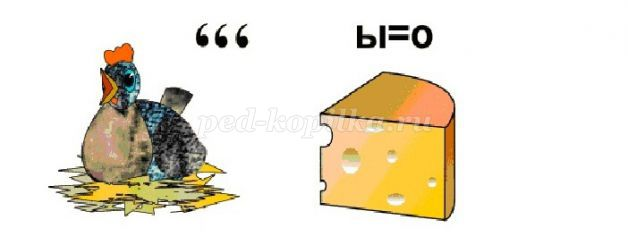 ‘‘‘ ы=о
ped-kopilka.ru